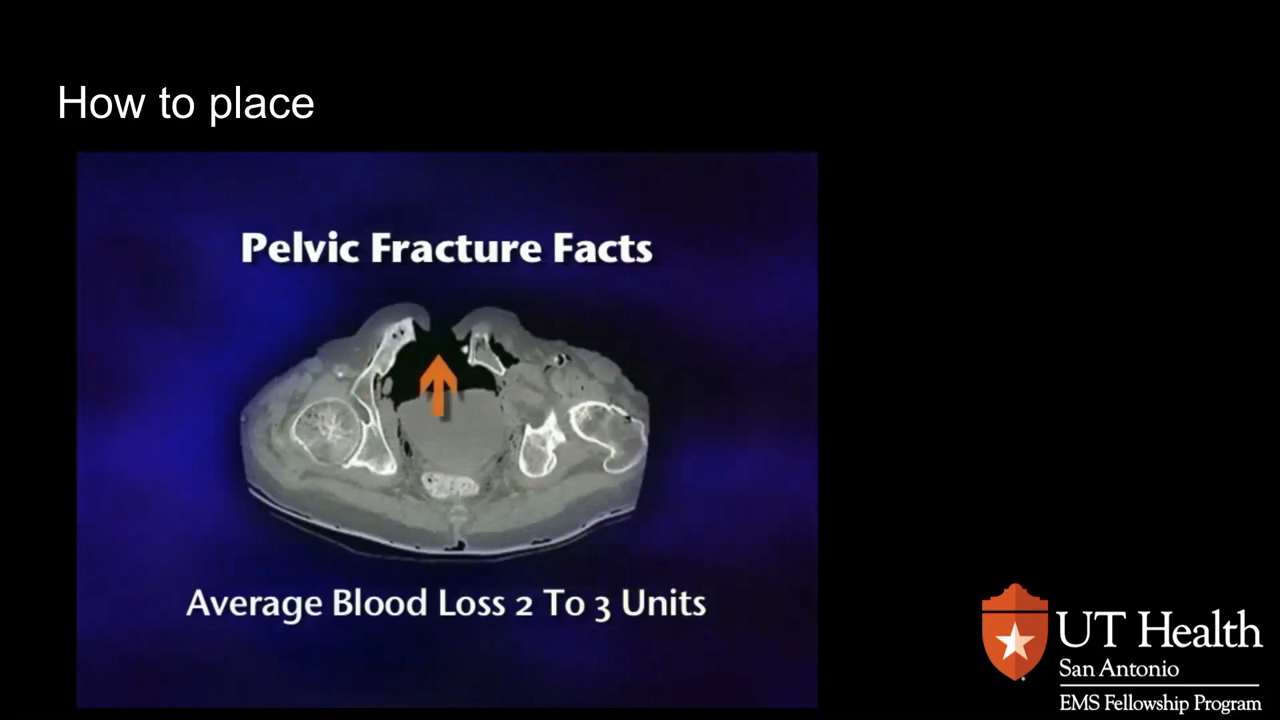 How to place
Pelvic Fracture Facts
Average Blood Loss 2 To 3 Units
UT Health
San Antonio
EMS Fellowship Program